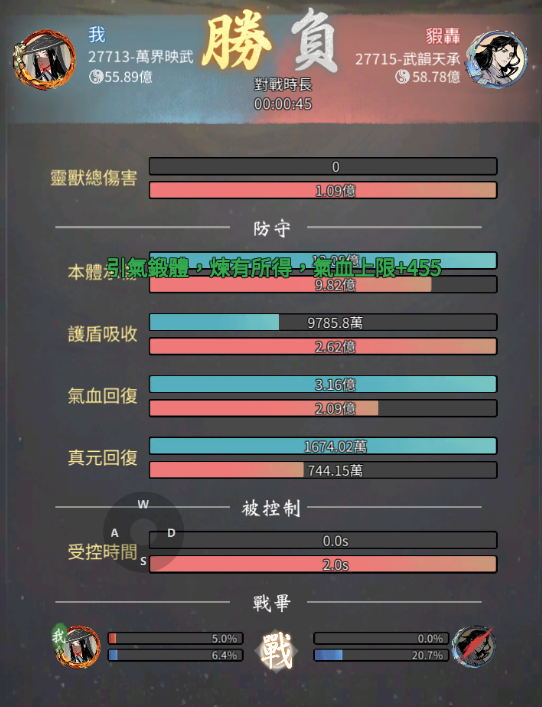 勝 負
我
27713-萬界映武
55.89億
貑轟
27715-武韻天承
58.78億
對戰時長
00:00:45
靈獸總傷害
0
1.09億
防守
引氣鍛體，煉有所得，氣血上限+455
本體
9.82億
護盾吸收
9785.8萬
2.62億
氣血回復
3.16億
2.09億
真元回復
1674.02萬
744.15萬
被控制
W
A D
S
受控時間
0.0s
2.0s
戰畢
我
5.0%
6.4%
戰
0.0%
20.7%